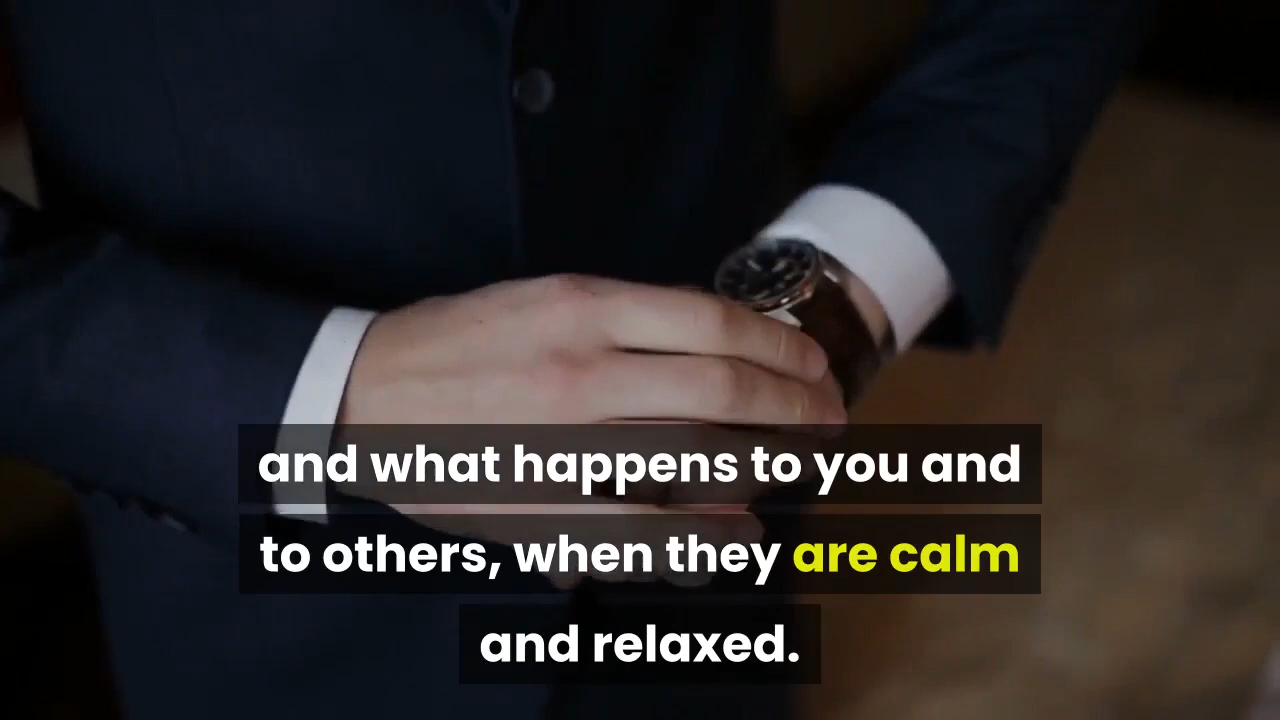 and what happens to you and
to others, when they are calm
and relaxed.